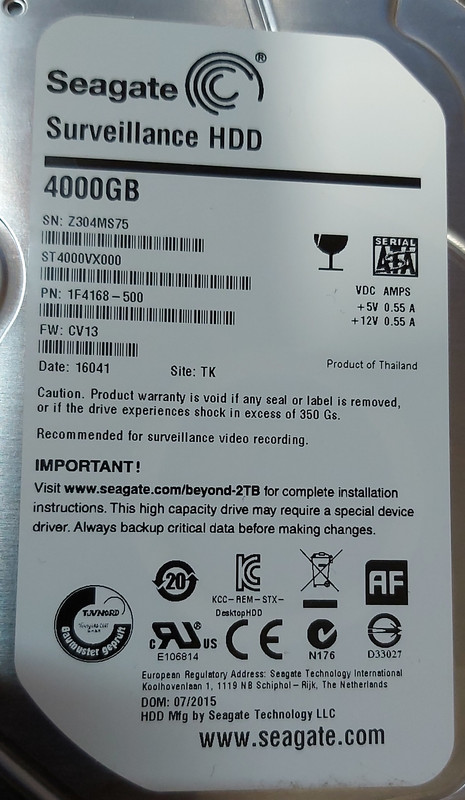 Seagate®
Surveillance HDD
4000GB
SN: Z304MS75
ST4000VX000
PN: 1F4168-500
FW: CV13
Date: 16041 Site: TK
SERIAL
ATA
VDC AMPS
+5V 0.55 A
+12V 0.55 A
Product of Thailand
Caution. Product warranty is void if any seal or label is removed,
or if the drive experiences shock in excess of 350 Gs.
Recommended for surveillance video recording.
IMPORTANT!
Visit www.seagate.com/beyond-2TB for complete installation
instructions. This high capacity drive may require a special device
driver. Always backup critical data before making changes.
20
KCC-REM-STX-
DesktopHDD
AF
TÜVNORD
Baumuster geprüft
c RU® US
E106814
CE
N176
D33027
European Regulatory Address: Seagate Technology International
Koolhovenlaan 1, 1119 NB Schiphol-Rijk, The Netherlands
DOM: 07/2015
HDD Mfg by Seagate Technology LLC
www.seagate.com